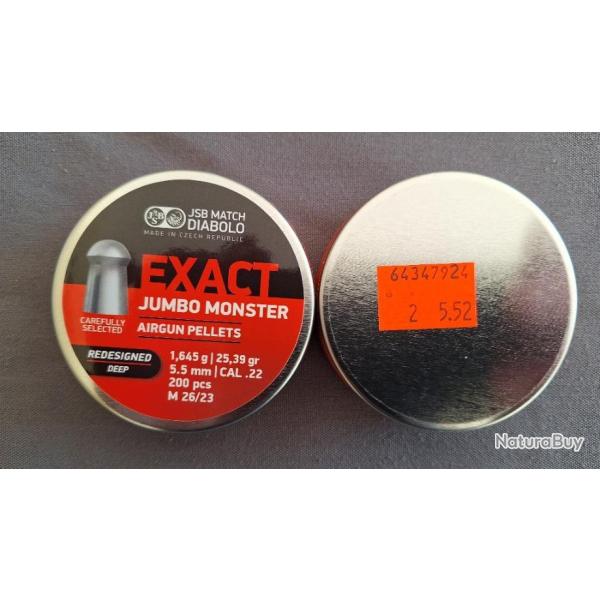 JSB
JSB MATCH
DIABOLO
MADE IN CZECH REPUBLIC
EXACT
JUMBO MONSTER
CAREFULLY
SELECTED
AIRGUN PELLETS
REDESIGNED
DEEP
1,645 g | 25,39 gr
5.5 mm | CAL .22
200 pcs
M 26/23
64347924
2 5.52
NaturaBuy